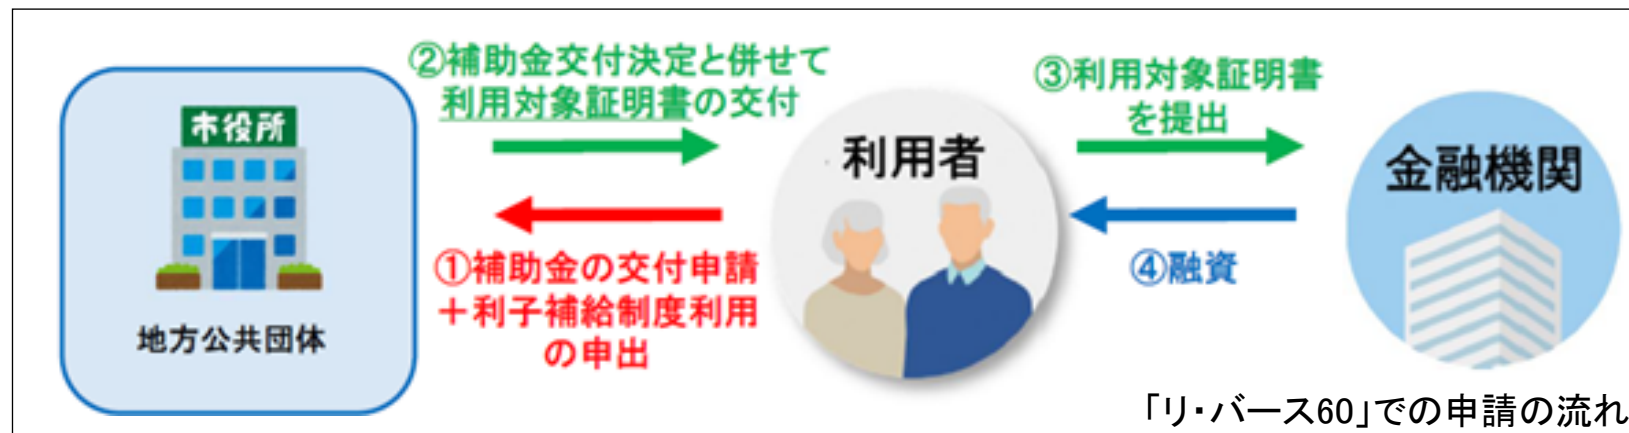 ②補助金交付決定と併せて
利用対象証明書の交付
市役所
地方公共団体
①補助金の交付申請
＋利子補給制度利用
の申出
利用者
③利用対象証明書
を提出
④融資
金融機関
「リ・バース60」での申請の流れ